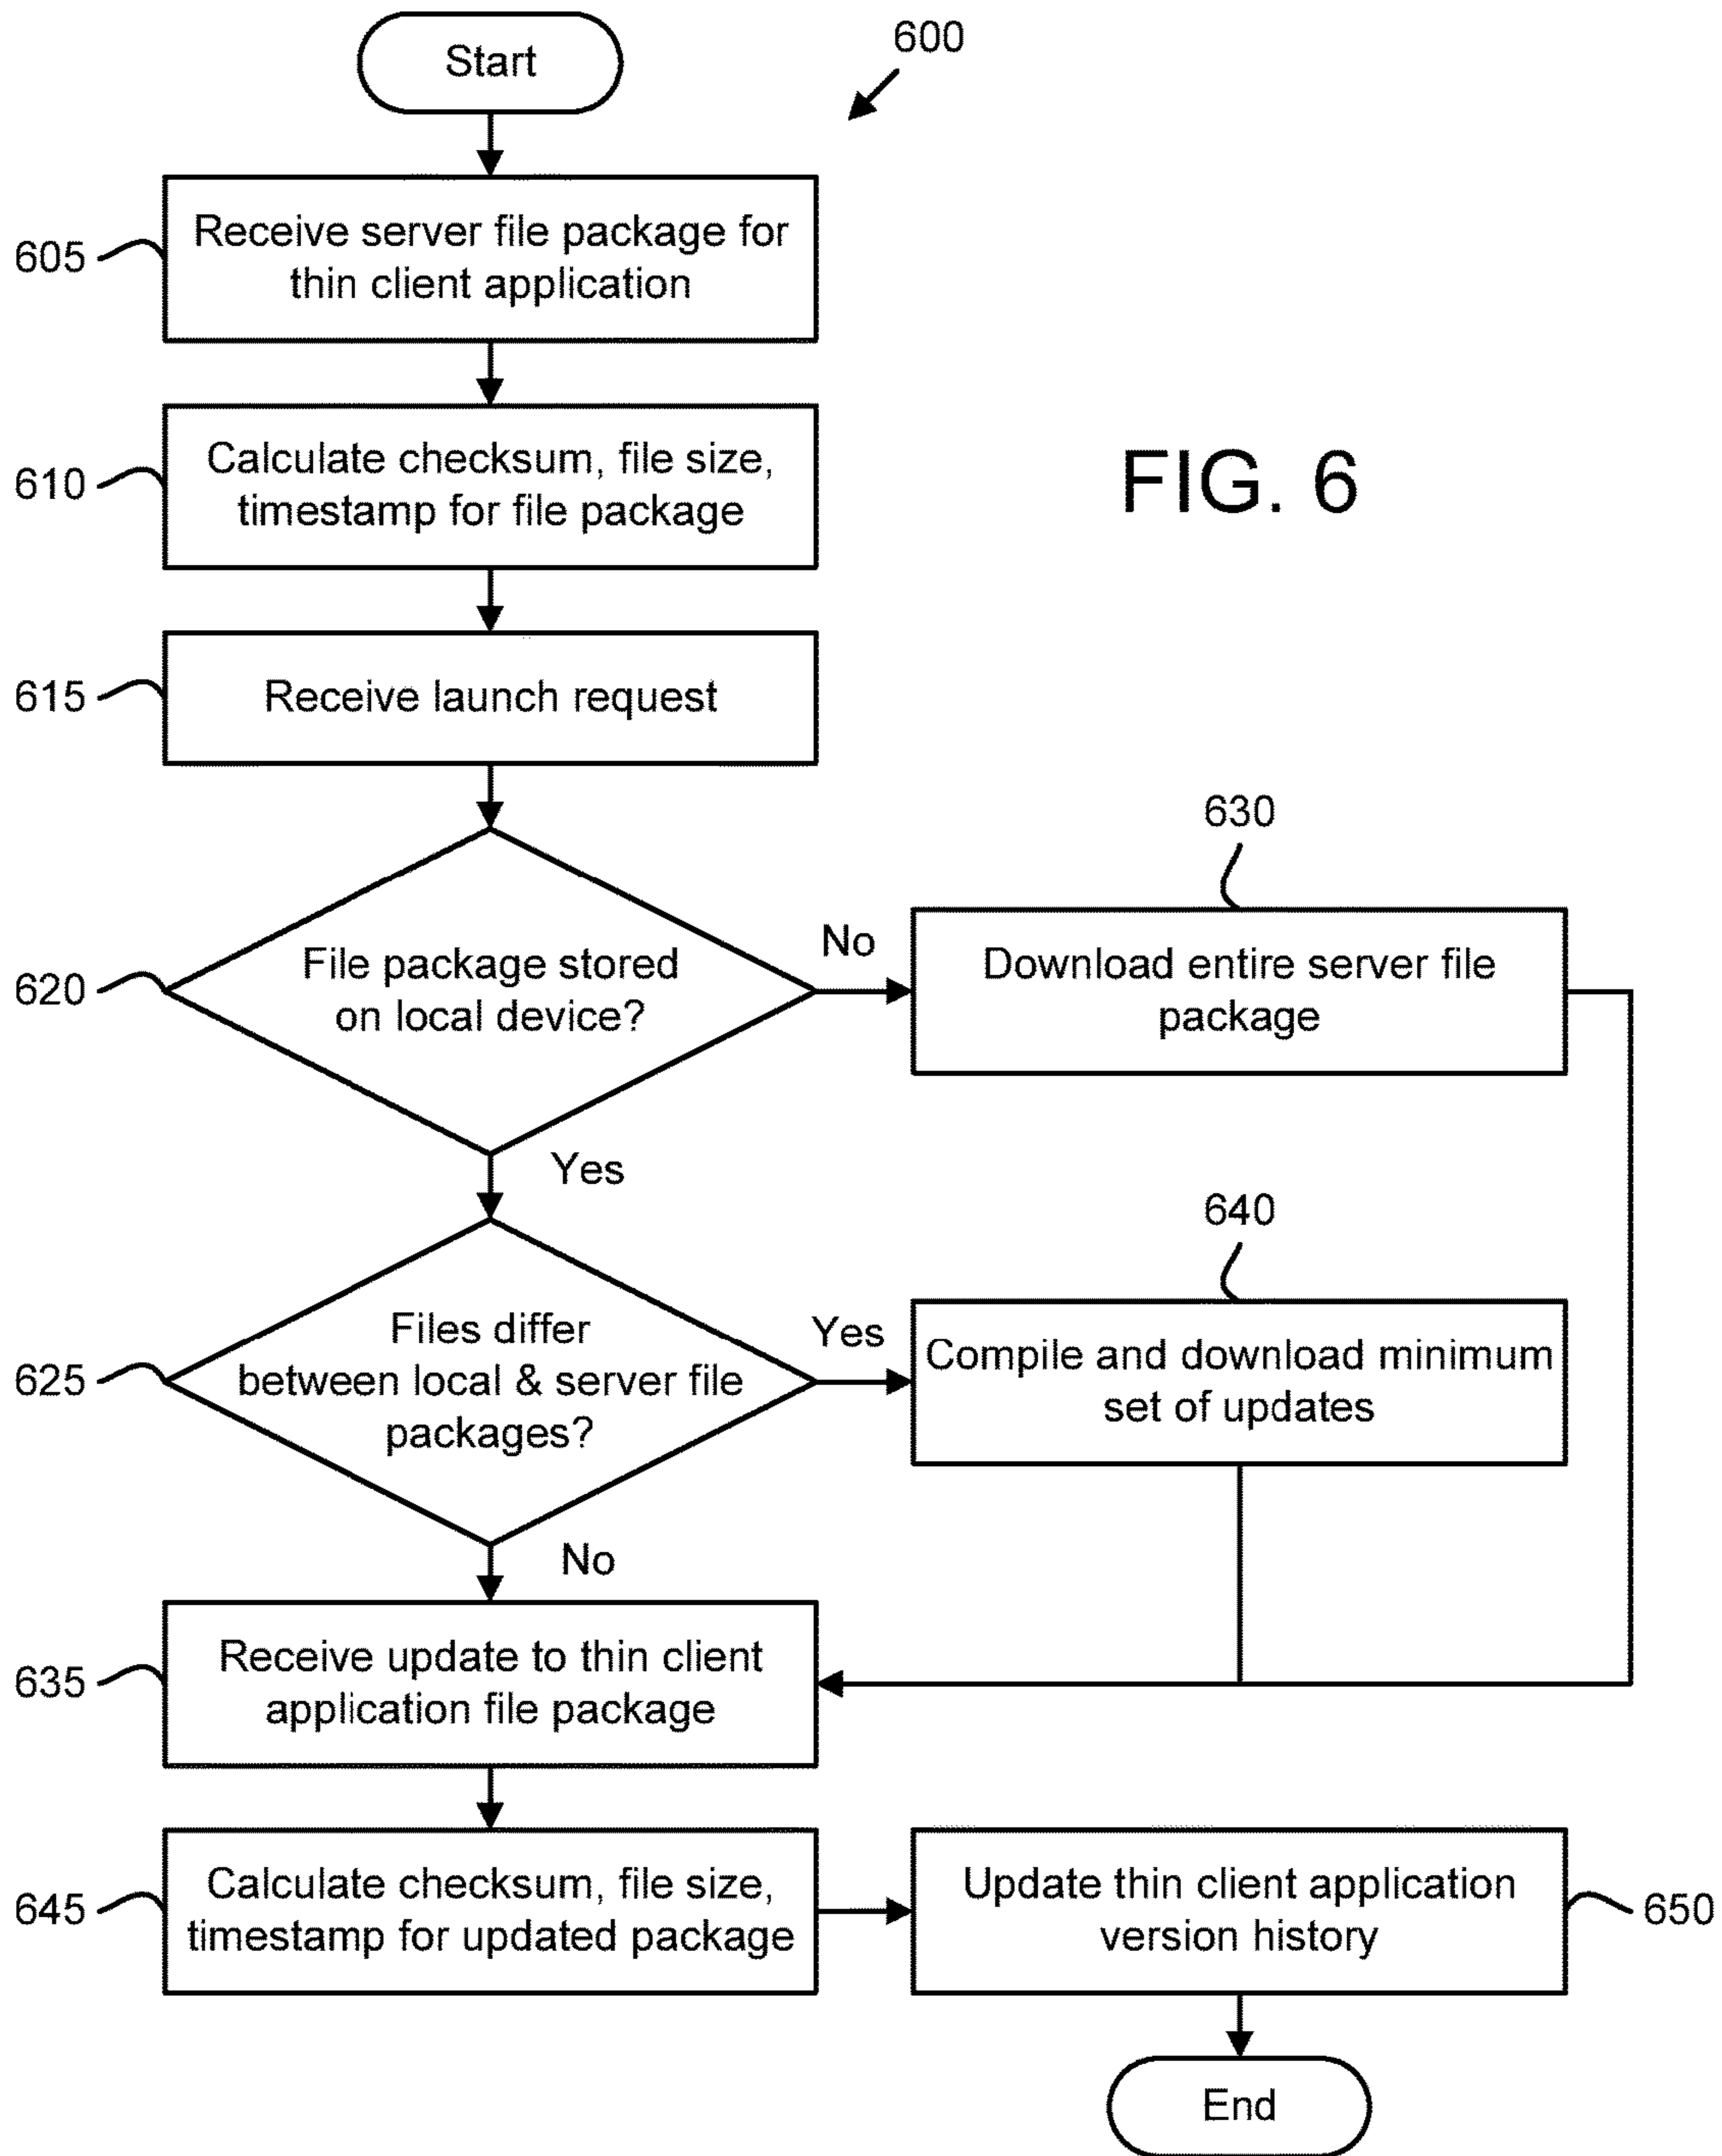 Start
600
605
Receive server file package for
thin client application
610
Calculate checksum, file size,
timestamp for file package
FIG. 6
615
Receive launch request
620
File package stored
on local device?
No
630
Download entire server file
package
Yes
625
Files differ
between local & server file
packages?
Yes
640
Compile and download minimum
set of updates
No
635
Receive update to thin client
application file package
645
Calculate checksum, file size,
timestamp for updated package
Update thin client application
version history
650
End